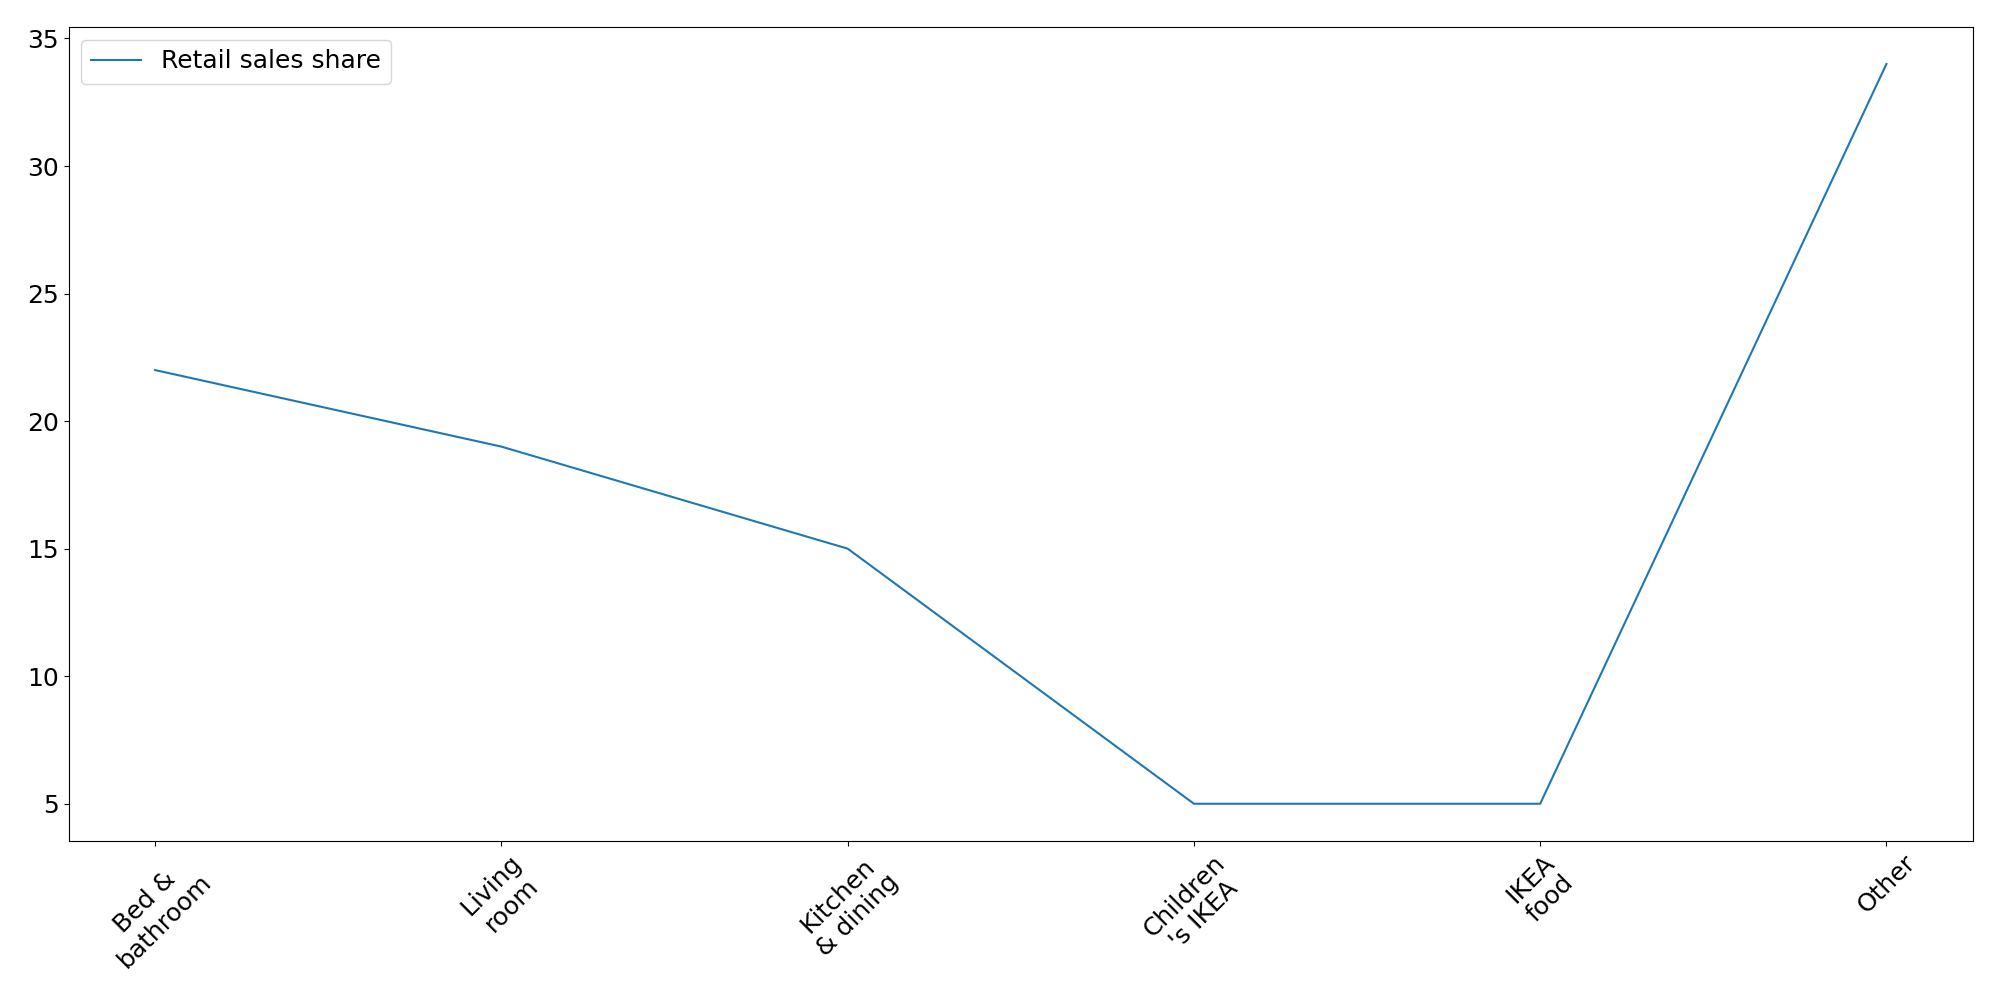 35
30
25
20
15
10
5
Retail sales share
Bed &
bathroom
Living
room
Kitchen
& dining
Children
's IKEA
IKEA
food
Other